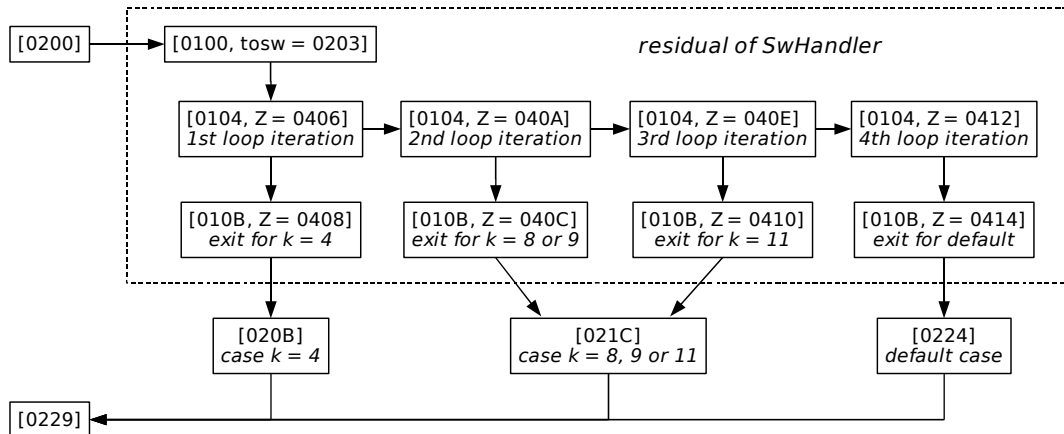 [0200]
[0100, tosw = 0203]
residual of SwHandler
[0104, Z = 0406]
1st loop iteration
[0104, Z = 040A]
2nd loop iteration
[0104, Z = 040E]
3rd loop iteration
[0104, Z = 0412]
4th loop iteration
[010B, Z = 0408]
exit for k = 4
[010B, Z = 040C]
exit for k = 8 or 9
[010B, Z = 0410]
exit for k = 11
[010B, Z = 0414]
exit for default
[020B]
case k = 4
[021C]
case k = 8, 9 or 11
[0224]
default case
[0229]